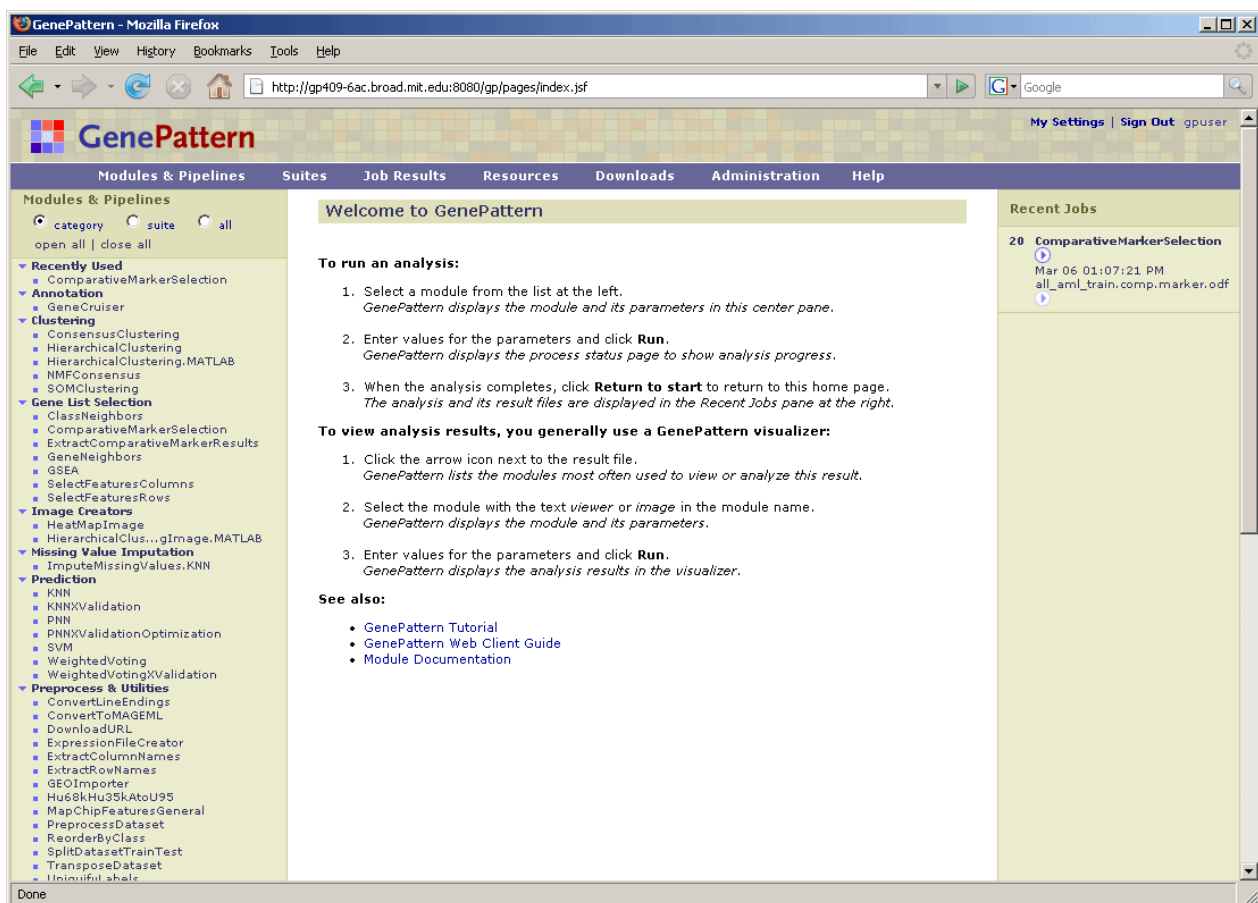 GenePattern - Mozilla Firefox
File Edit View History Bookmarks Tools Help
http://gp409-6ac.broad.mit.edu:8080/gp/pages/index.jsf
G Google
GenePattern
My Settings | Sign Out gpuser
Modules & Pipelines Suites Job Results Resources Downloads Administration Help
Modules & Pipelines
category suite all
open all | close all
Recently Used
ComparativeMarkerSelection
Annotation
GeneCruiser
Clustering
ConsensusClustering
HierarchicalClustering
HierarchicalClustering.MATLAB
NMFConsensus
SOMClustering
Gene List Selection
ClassNeighbors
ComparativeMarkerSelection
ExtractComparativeMarkerResults
GeneNeighbors
GSEA
SelectFeaturesColumns
SelectFeaturesRows
Image Creators
HeatMapImage
HierarchicalClus...gImage.MATLAB
Missing Value Imputation
ImputeMissingValues.KNN
Prediction
KNN
KNNXValidation
PNN
PNNXValidationOptimization
SVM
WeightedVoting
WeightedVotingXValidation
Preprocess & Utilities
ConvertLineEndings
ConvertToMAGEML
DownloadURL
ExpressionFileCreator
ExtractColumnNames
ExtractRowNames
GEOImporter
Hu68kHu35kAtoU95
MapChipFeaturesGeneral
PreprocessDataset
ReorderByClass
SplitDatasetTrainTest
TransposeDataset
UniquifyLabels
Welcome to GenePattern
To run an analysis:
1. Select a module from the list at the left.
GenePattern displays the module and its parameters in this center pane.
2. Enter values for the parameters and click Run.
GenePattern displays the process status page to show analysis progress.
3. When the analysis completes, click Return to start to return to this home page.
The analysis and its result files are displayed in the Recent Jobs pane at the right.
To view analysis results, you generally use a GenePattern visualizer:
1. Click the arrow icon next to the result file.
GenePattern lists the modules most often used to view or analyze this result.
2. Select the module with the text viewer or image in the module name.
GenePattern displays the module and its parameters.
3. Enter values for the parameters and click Run.
GenePattern displays the analysis results in the visualizer.
See also:
• GenePattern Tutorial
• GenePattern Web Client Guide
• Module Documentation
Recent Jobs
20 ComparativeMarkerSelection
Mar 06 01:07:21 PM
all_aml_train.comp.marker.odf
Done